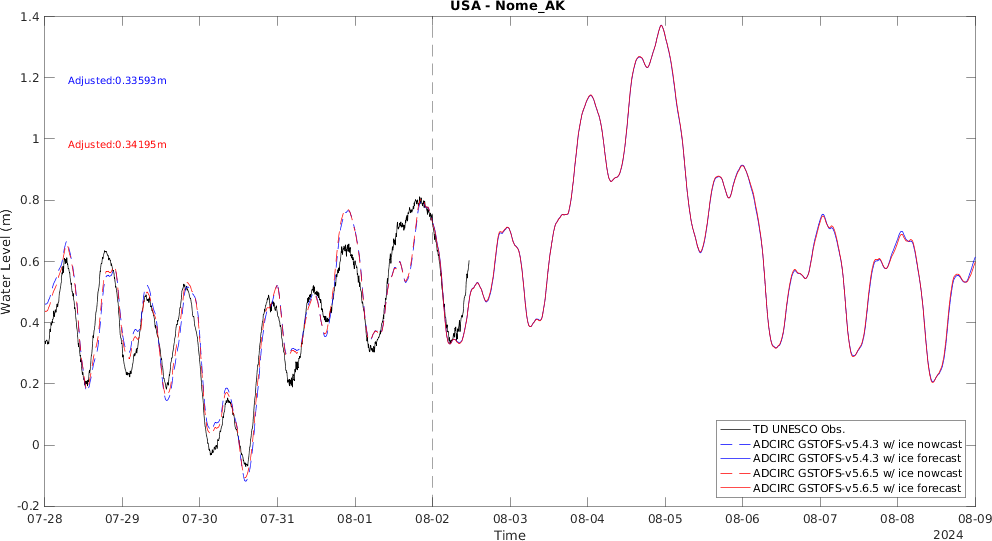 USA - Nome_AK
1.4
1.2
1
0.8
0.6
0.4
0.2
0
-0.2
Water Level (m)
Adjusted:0.33593m
Adjusted:0.34195m
TD UNESCO Obs.
ADCIRC GSTOFS-v5.4.3 w/ ice nowcast
ADCIRC GSTOFS-v5.4.3 w/ ice forecast
ADCIRC GSTOFS-v5.6.5 w/ ice nowcast
ADCIRC GSTOFS-v5.6.5 w/ ice forecast
07-28 07-29 07-30 07-31 08-01 08-02 08-03 08-04 08-05 08-06 08-07 08-08 08-09
Time
2024